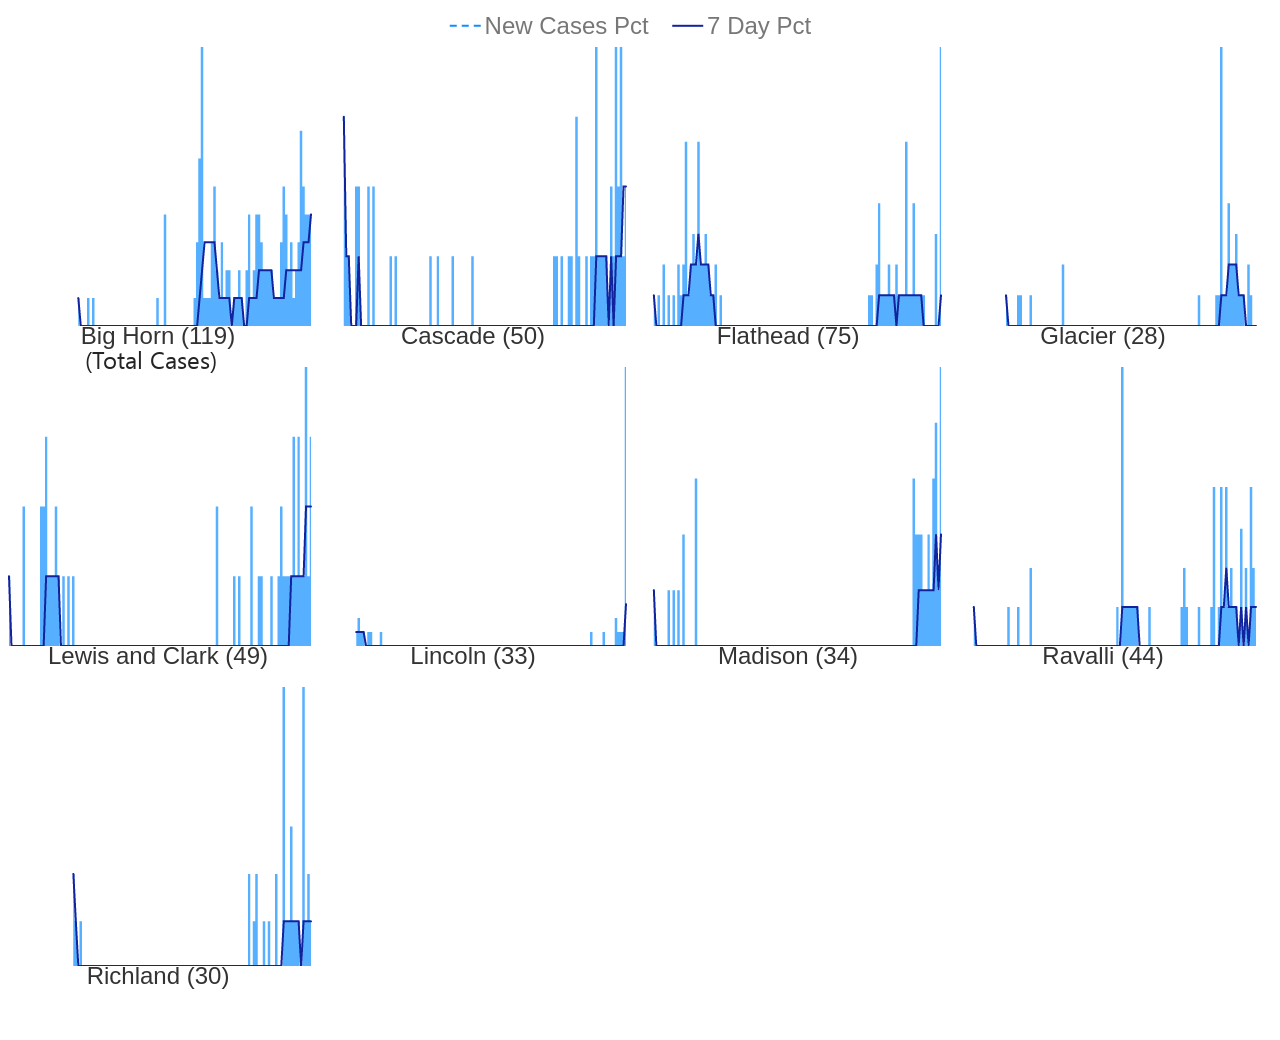 New Cases Pct 7 Day Pct
Big Horn (119) Cascade (50) Flathead (75) Glacier (28)
(Total Cases)
Lewis and Clark (49) Lincoln (33) Madison (34) Ravalli (44)
Richland (30)